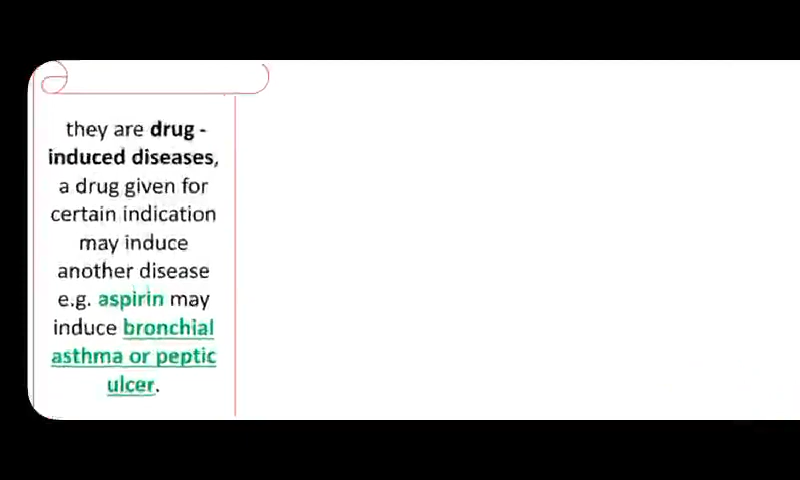 they are drug -
induced diseases,
a drug given for
certain indication
may induce
another disease
e.g. aspirin may
induce bronchial
asthma or peptic
ulcer.